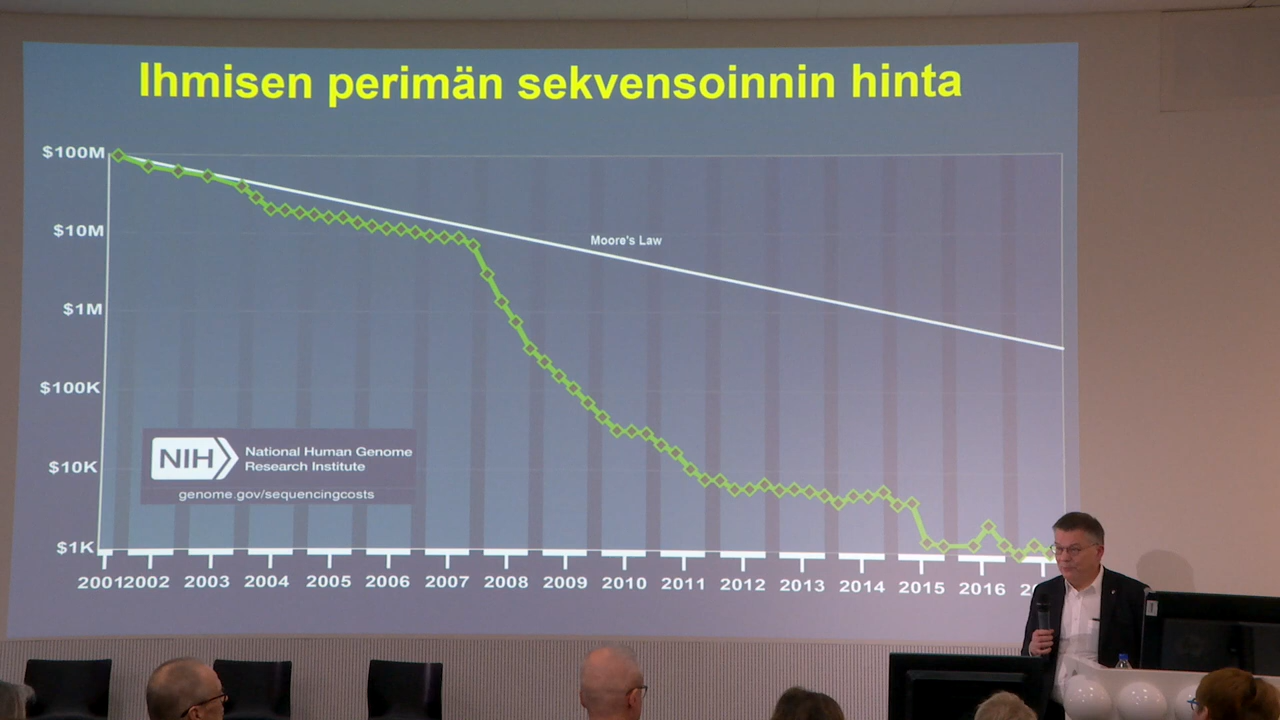 Ihmisen perimän sekvensoinnin hinta
$100M
$10M
$1M
$100K
$10K
$1K
Moore's Law
NIH
National Human Genome
Research Institute
genome.gov/sequencingcosts
2001 2002 2003 2004 2005 2006 2007 2008 2009 2010 2011 2012 2013 2014 2015 2016